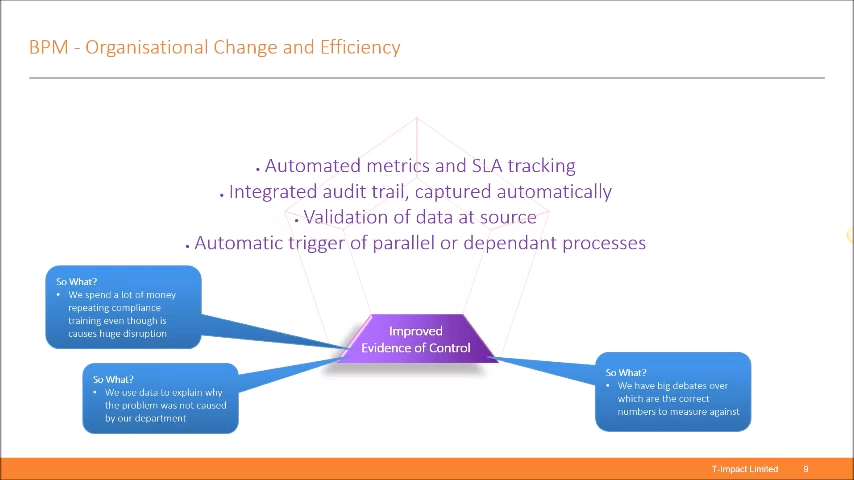 BPM - Organisational Change and Efficiency
• Automated metrics and SLA tracking
• Integrated audit trail, captured automatically
• Validation of data at source
• Automatic trigger of parallel or dependant processes
So What?
• We spend a lot of money
repeating compliance
training even though is
causes huge disruption
Improved
Evidence of Control
So What?
• We use data to explain why
the problem was not caused
by our department
So What?
• We have big debates over
which are the correct
numbers to measure against
T-Impact Limited 9